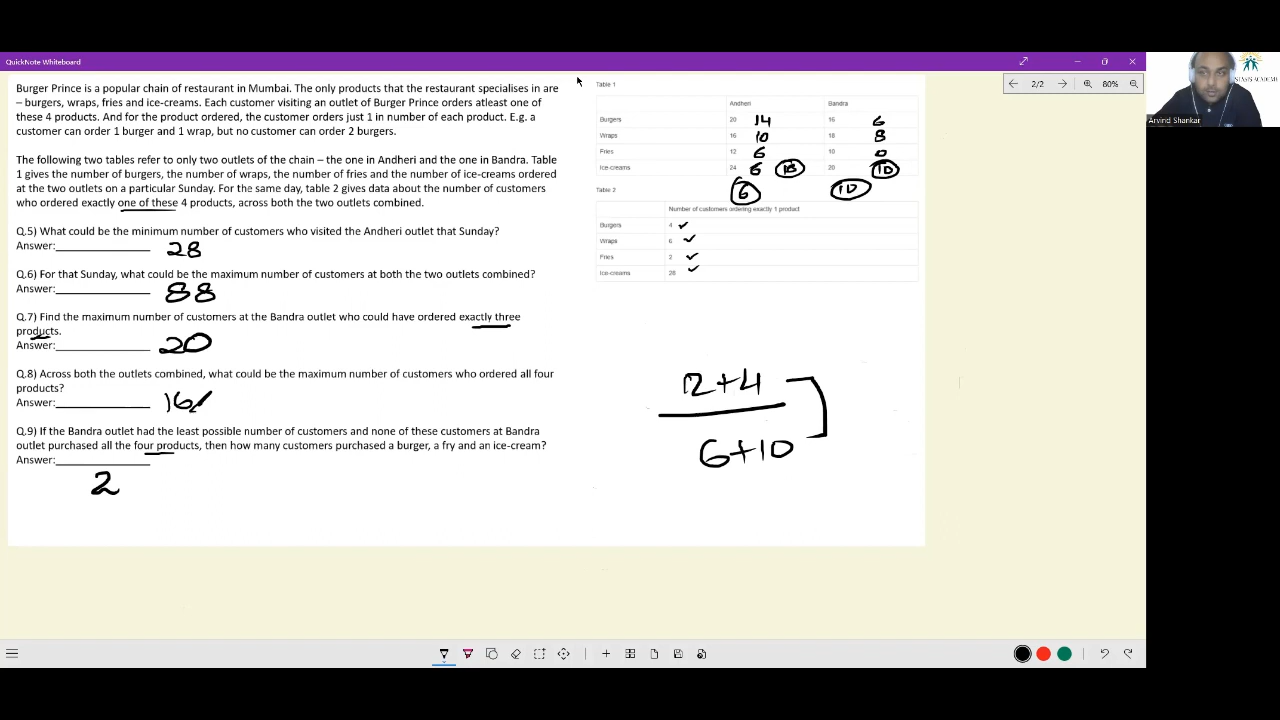 QuickNote Whiteboard
Burger Prince is a popular chain of restaurant in Mumbai. The only products that the restaurant specialises in are
– burgers, wraps, fries and ice-creams. Each customer visiting an outlet of Burger Prince orders atleast one of
these 4 products. And for the product ordered, the customer orders just 1 in number of each product. E.g. a
customer can order 1 burger and 1 wrap, but no customer can order 2 burgers.
The following two tables refer to only two outlets of the chain – the one in Andheri and the one in Bandra. Table
1 gives the number of burgers, the number of wraps, the number of fries and the number of ice-creams ordered
at the two outlets on a particular Sunday. For the same day, table 2 gives data about the number of customers
who ordered exactly one of these 4 products, across both the two outlets combined.
Q.5) What could be the minimum number of customers who visited the Andheri outlet that Sunday?
Answer:______________ 28
Q.6) For that Sunday, what could be the maximum number of customers at both the two outlets combined?
Answer:______________ 88
Q.7) Find the maximum number of customers at the Bandra outlet who could have ordered exactly three
products.
Answer:______________ 20
Q.8) Across both the outlets combined, what could be the maximum number of customers who ordered all four
products?
Answer:______________ 16
Q.9) If the Bandra outlet had the least possible number of customers and none of these customers at Bandra
outlet purchased all the four products, then how many customers purchased a burger, a fry and an ice-cream?
Answer:______________
2
Table 1
Andheri Bandra
Burgers 20 14 16 6
Wraps 16 10 18 8
Fries 12 6 10 0
Ice-creams 24 6 18 20 10
6 10
Table 2
Number of customers ordering exactly 1 product
Burgers 4 ✓
Wraps 6 ✓
Fries 2 ✓
Ice-creams 28 ✓
12+4
6+10
2/2
80%
Arvind Shankar